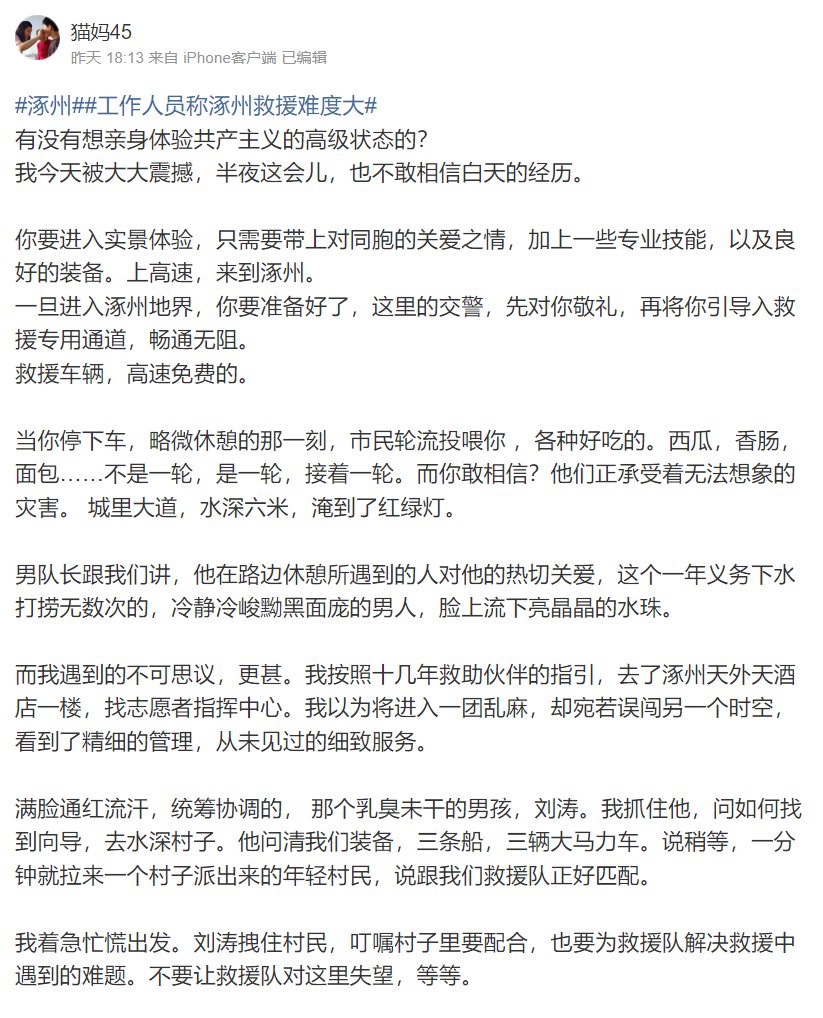 猫妈45
昨天 18:13 来自 iPhone客户端 已编辑
#涿州##工作人员称涿州救援难度大#
有没有想亲身体验共产主义的高级状态的？
我今天被大大震撼，半夜这会儿，也不敢相信白天的经历。
你要进入实景体验，只需要带上对同胞的关爱之情，加上一些专业技能，以及良
好的装备。上高速，来到涿州。
一旦进入涿州地界，你要准备好了，这里的交警，先对你敬礼，再将你引导入救
援专用通道，畅通无阻。
救援车辆，高速免费的。
当你停下车，略微休憩的那一刻，市民轮流投喂你 ，各种好吃的。西瓜，香肠，
面包……不是一轮，是一轮，接着一轮。而你敢相信？他们正承受着无法想象的
灾害。 城里大道，水深六米，淹到了红绿灯。
男队长跟我们讲，他在路边休憩所遇到的人对他的热切关爱，这个一年义务下水
打捞无数次的，冷静冷峻黝黑面庞的男人，脸上流下亮晶晶的水珠。
而我遇到的不可思议，更甚。我按照十几年救助伙伴的指引，去了涿州天外天酒
店一楼，找志愿者指挥中心。我以为将进入一团乱麻，却宛若误闯另一个时空，
看到了精细的管理，从未见过的细致服务。
满脸通红流汗，统筹协调的， 那个乳臭未干的男孩，刘涛。我抓住他，问如何找
到向导，去水深村子。他问清我们装备，三条船，三辆大马力车。说稍等，一分
钟就拉来一个村子派出来的年轻村民，说跟我们救援队正好匹配。
我着急忙慌出发。刘涛拽住村民，叮嘱村子里要配合，也要为救援队解决救援中
遇到的难题。不要让救援队对这里失望，等等。